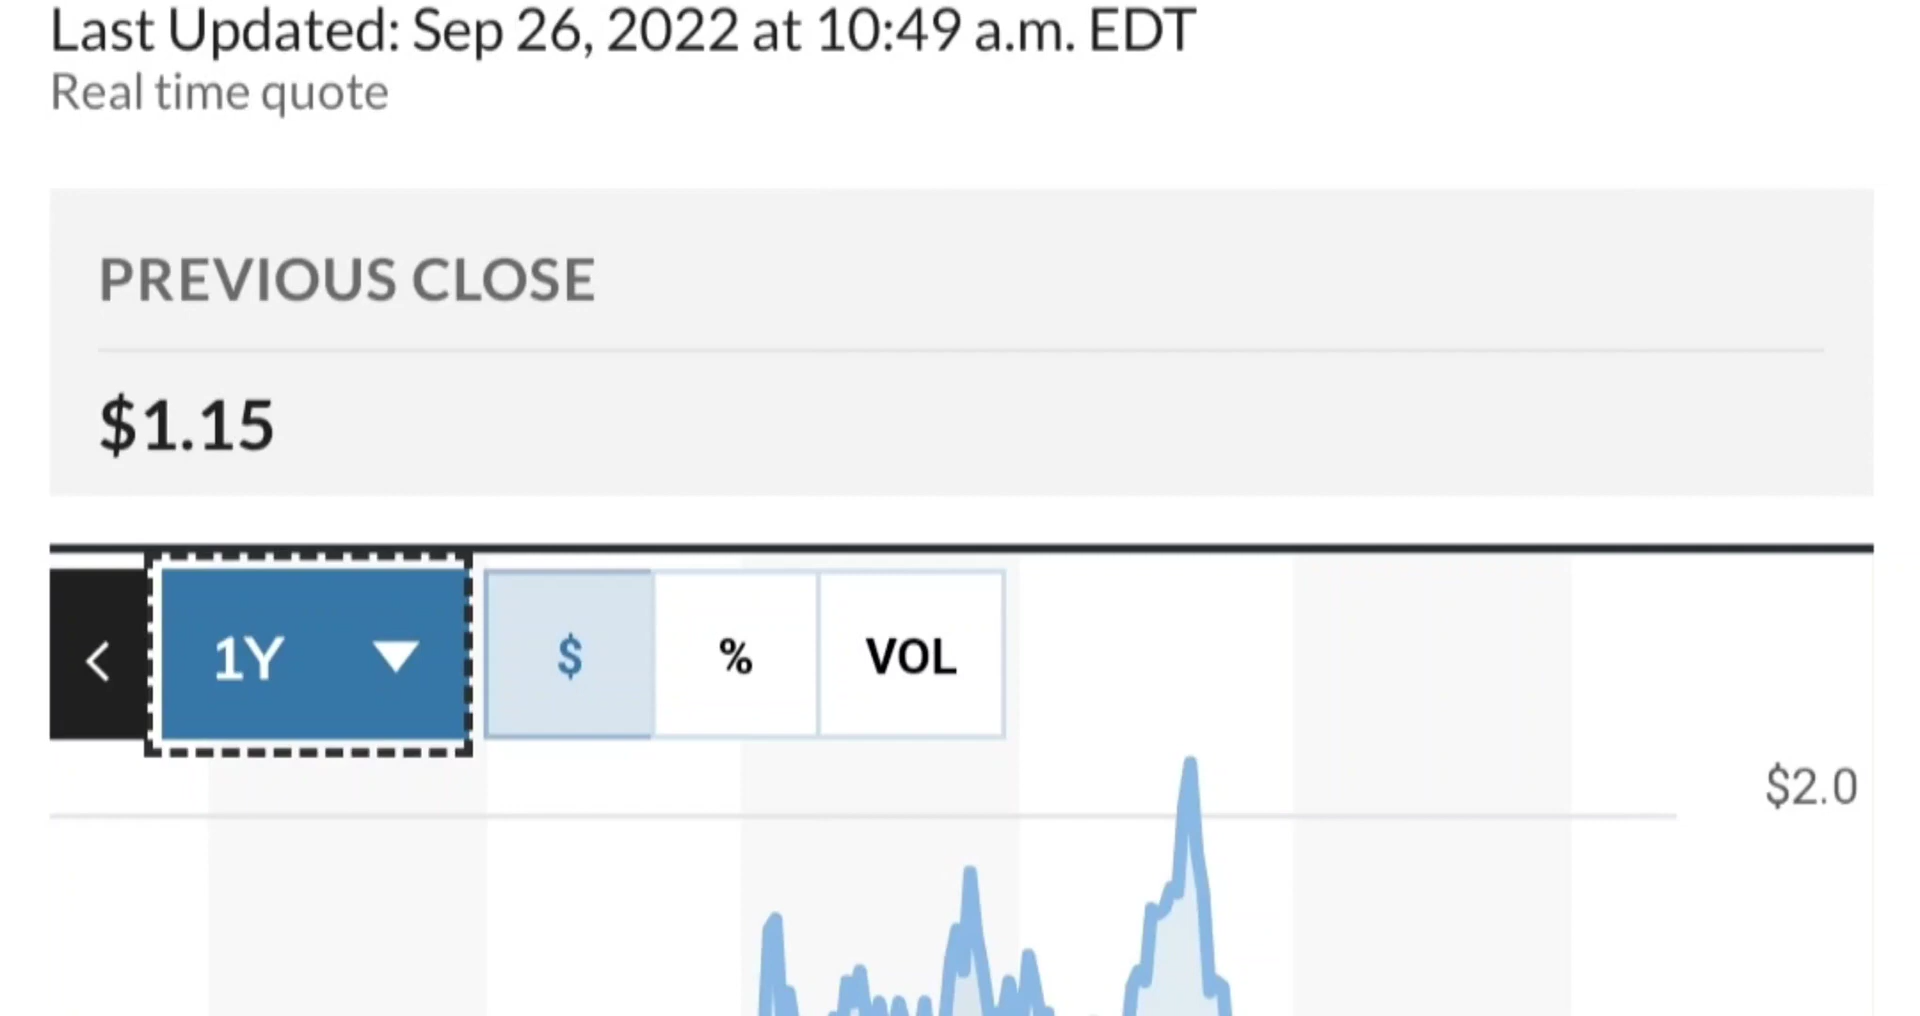 Last Updated: Sep 26, 2022 at 10:49 a.m. EDT
Real time quote
PREVIOUS CLOSE
$1.15
1Y
$ % VOL
$2.0